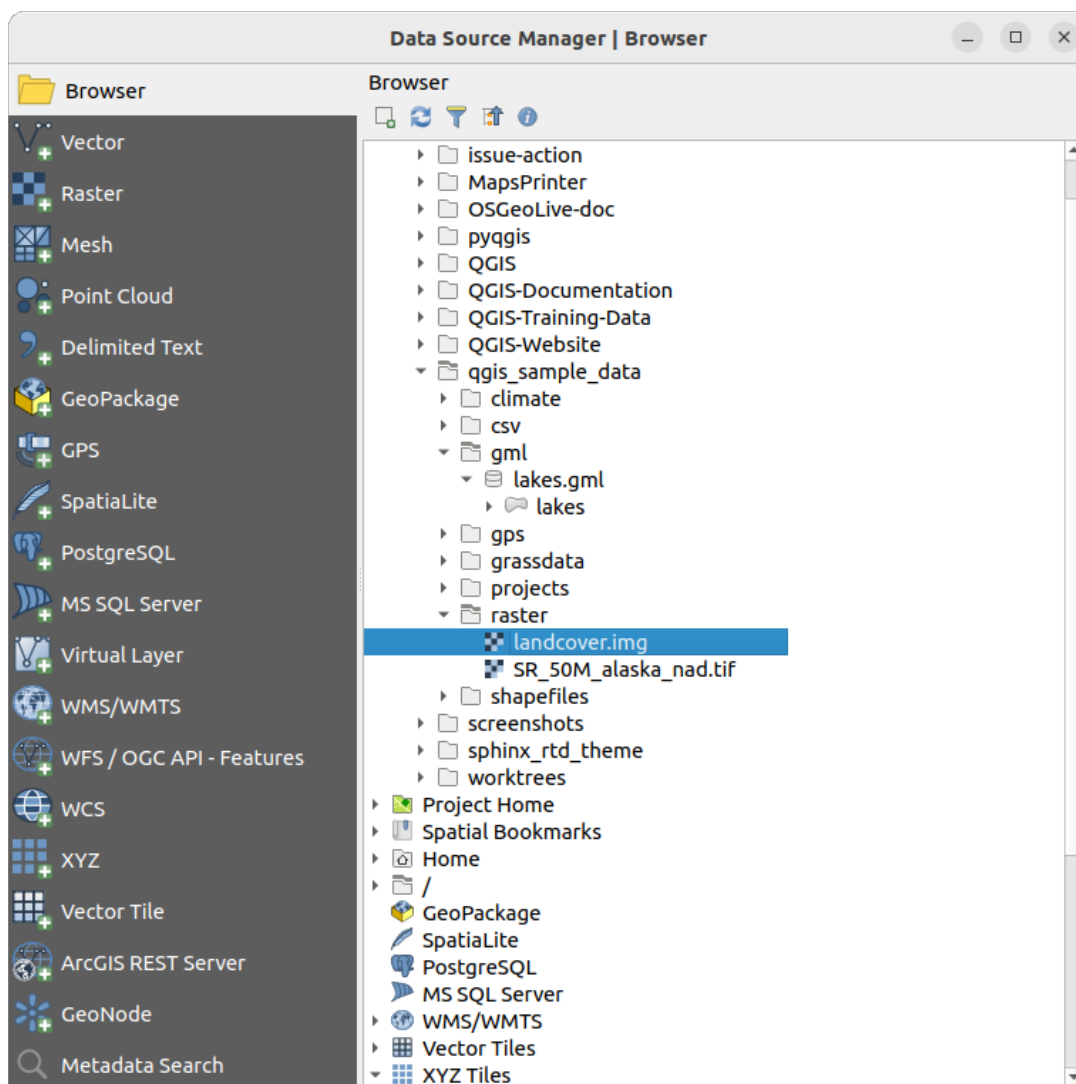 Data Source Manager | Browser
Browser
Vector
Raster
Mesh
Point Cloud
Delimited Text
GeoPackage
GPS
SpatiaLite
PostgreSQL
MS SQL Server
Virtual Layer
WMS/WMTS
WFS / OGC API - Features
WCS
XYZ
Vector Tile
ArcGIS REST Server
GeoNode
Metadata Search
Browser
issue-action
MapsPrinter
OSGeoLive-doc
pyqgis
QGIS
QGIS-Documentation
QGIS-Training-Data
QGIS-Website
qgis_sample_data
climate
csv
gml
lakes.gml
lakes
gps
grassdata
projects
raster
landcover.img
SR_50M_alaska_nad.tif
shapefiles
screenshots
sphinx_rtd_theme
worktrees
Project Home
Spatial Bookmarks
Home
/
GeoPackage
SpatiaLite
PostgreSQL
MS SQL Server
WMS/WMTS
Vector Tiles
XYZ Tiles